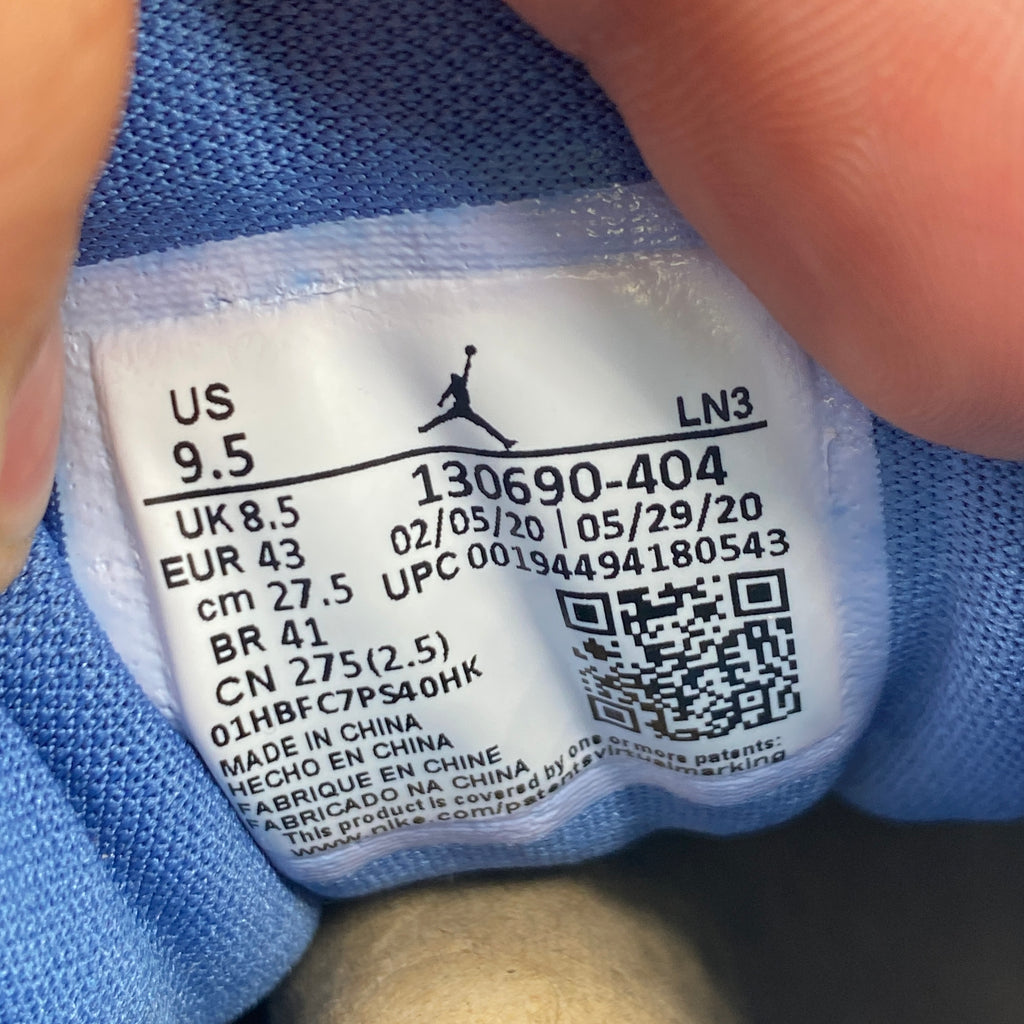 US
9.5
LN3
UK 8.5
EUR 43
cm 27.5
BR 41
CN 275(2.5)
130690-404
02/05/20 | 05/29/20
UPC 00194494180543
01HBFC7PS40HK
MADE IN CHINA
HECHO EN CHINA
FABRIQUE EN CHINE
FABRICADO NA CHINA
This product is covered by one or more patents:
www.nike.com/patentsvirtualmarking